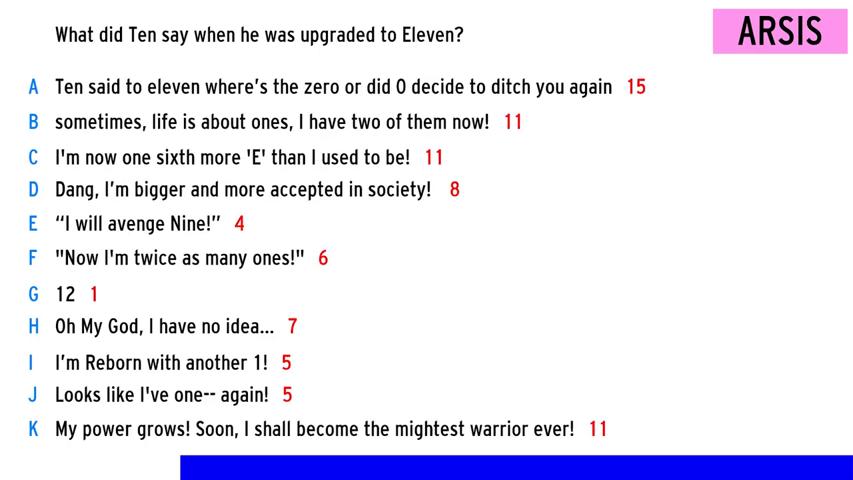 What did Ten say when he was upgraded to Eleven?
ARSIS
A Ten said to eleven where's the zero or did 0 decide to ditch you again 15
B sometimes, life is about ones, I have two of them now! 11
C I'm now one sixth more 'E' than I used to be! 11
D Dang, I'm bigger and more accepted in society! 8
E “I will avenge Nine!” 4
F "Now I'm twice as many ones!" 6
G 12 1
H Oh My God, I have no idea... 7
I I'm Reborn with another 1! 5
J Looks like I've one-- again! 5
K My power grows! Soon, I shall become the mightest warrior ever! 11